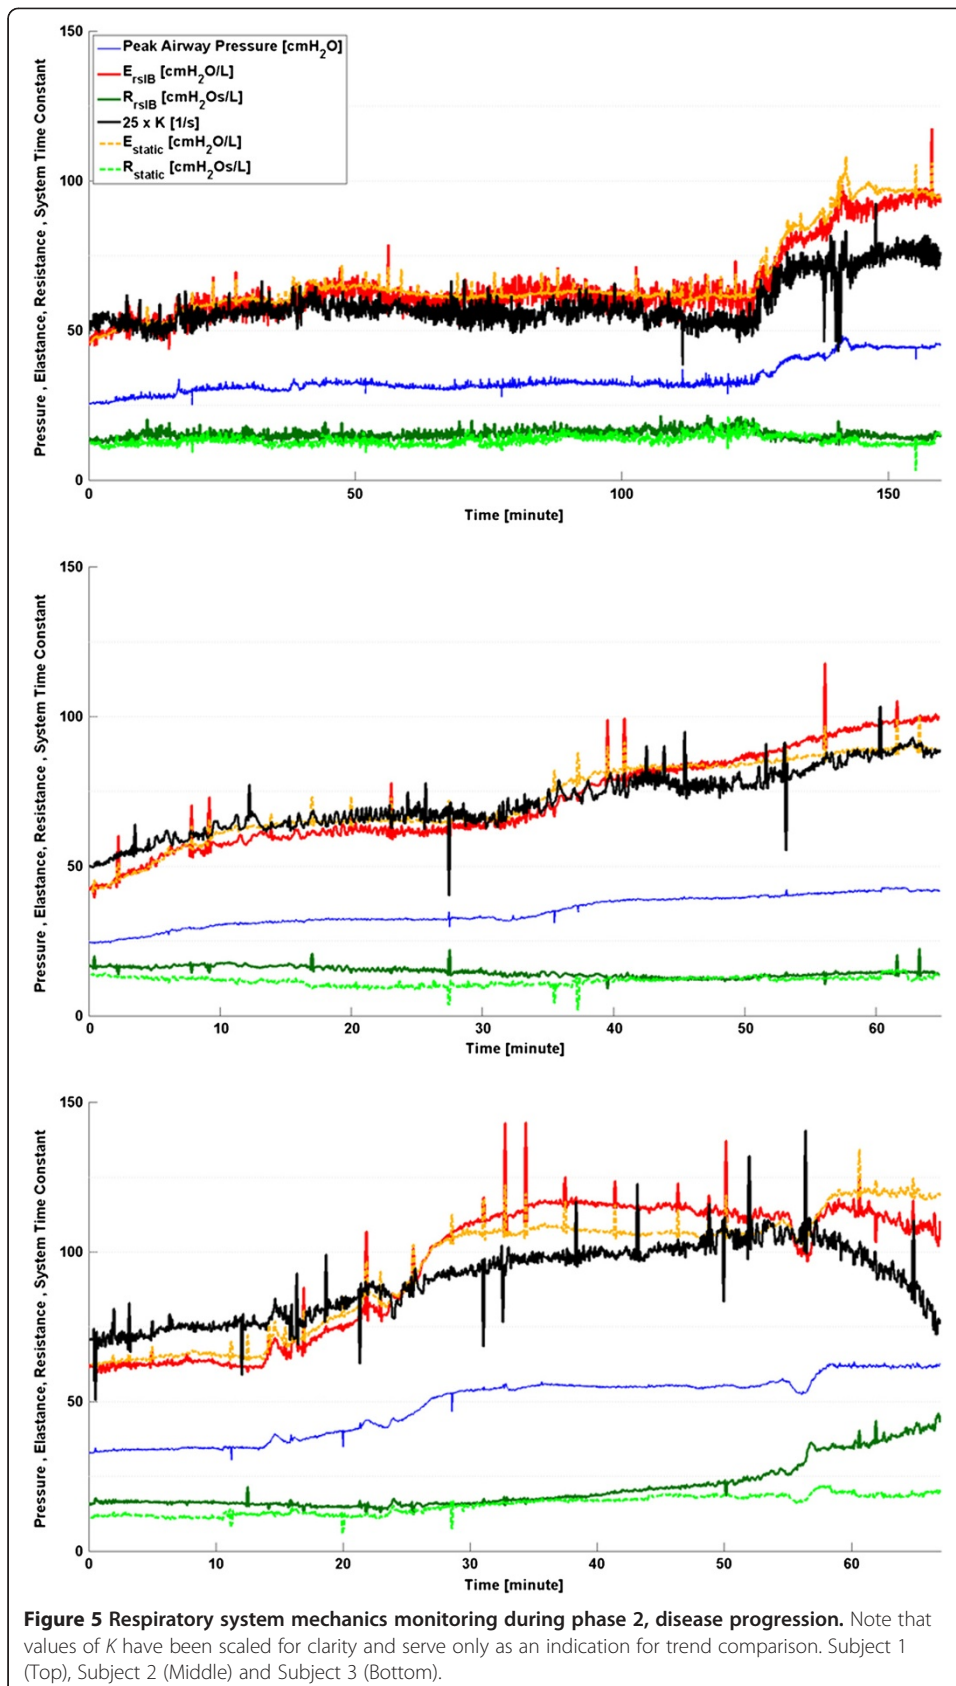 150
100
50
0
Pressure , Elastance, Resistance , System Time Constant
Peak Airway Pressure [cmH2O]
ErsIB [cmH2O/L]
RrsIB [cmH2Os/L]
25 x K [1/s]
Estatic [cmH2O/L]
Rstatic [cmH2Os/L]
0 50 100 150
Time [minute]
150
100
50
0
Pressure , Elastance, Resistance , System Time Constant
0 10 20 30 40 50 60
Time [minute]
150
100
50
0
Pressure , Elastance, Resistance , System Time Constant
0 10 20 30 40 50 60
Time [minute]
Figure 5 Respiratory system mechanics monitoring during phase 2, disease progression. Note that
values of K have been scaled for clarity and serve only as an indication for trend comparison. Subject 1
(Top), Subject 2 (Middle) and Subject 3 (Bottom).